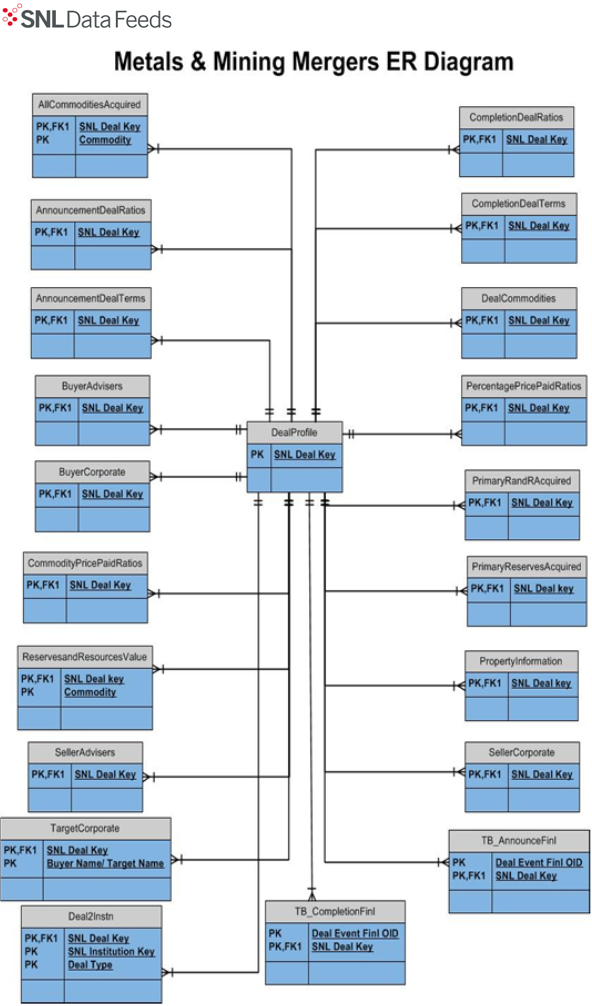 SNL Data Feeds
Metals & Mining Mergers ER Diagram
AllCommoditiesAcquired
PK,FK1 SNL Deal Key
PK Commodity
AnnouncementDealRatios
PK,FK1 SNL Deal Key
AnnouncementDealTerms
PK,FK1 SNL Deal Key
BuyerAdvisers
PK,FK1 SNL Deal Key
BuyerCorporate
PK,FK1 SNL Deal Key
CommodityPricePaidRatios
PK,FK1 SNL Deal Key
ReservesandResourcesValue
PK,FK1 SNL Deal key
PK Commodity
SellerAdvisers
PK,FK1 SNL Deal Key
TargetCorporate
PK,FK1 SNL Deal Key
PK Buyer Name/ Target Name
Deal2Instn
PK,FK1 SNL Deal Key
PK SNL Institution Key
PK Deal Type
DealProfile
PK SNL Deal Key
TB_CompletionFinl
PK Deal Event Finl OID
PK,FK1 SNL Deal Key
CompletionDealRatios
PK,FK1 SNL Deal Key
CompletionDealTerms
PK,FK1 SNL Deal Key
DealCommodities
PK,FK1 SNL Deal Key
PercentagePricePaidRatios
PK,FK1 SNL Deal Key
PrimaryRandRAcquired
PK,FK1 SNL Deal Key
PrimaryReservesAcquired
PK,FK1 SNL Deal key
PropertyInformation
PK,FK1 SNL Deal key
SellerCorporate
PK,FK1 SNL Deal Key
TB_AnnounceFinl
PK Deal Event Finl OID
PK,FK1 SNL Deal Key